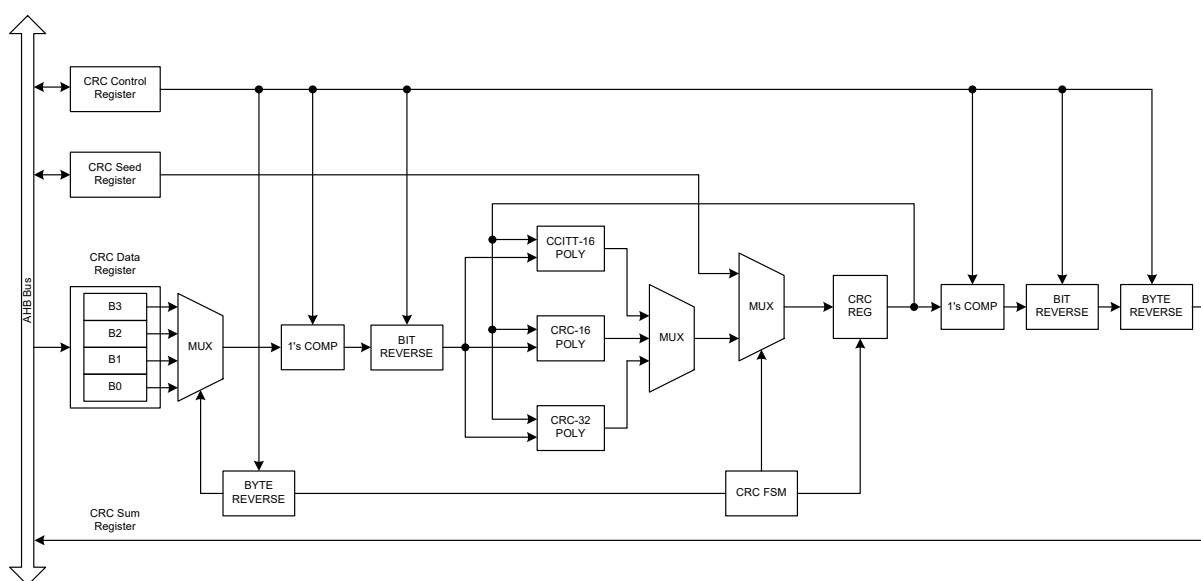 CRC Control
Register
CRC Seed
Register
AHB Bus
CRC Data
Register
B3
B2
B1
B0
MUX
1's COMP
BIT
REVERSE
CCITT-16
POLY
CRC-16
POLY
CRC-32
POLY
MUX
MUX
CRC
REG
1's COMP
BIT
REVERSE
BYTE
REVERSE
BYTE
REVERSE
CRC FSM
CRC Sum
Register